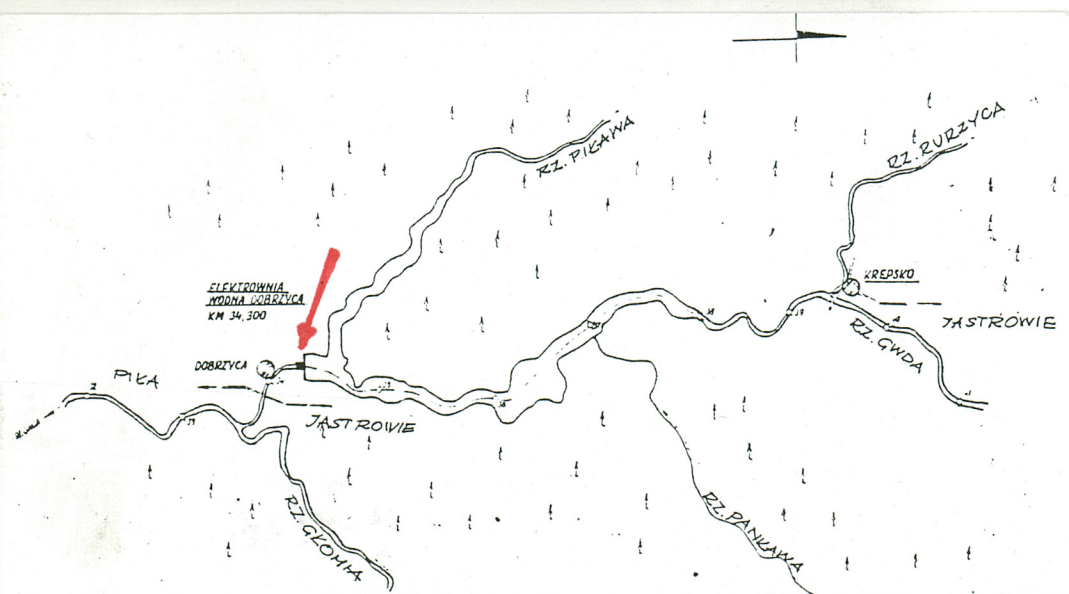 RZ. RURZYCA
RZ. PIŁAWA
KREPSKO
ELEKTROWNIA
WODNA DOBRZYCA
KM 34,300
JASTROWIE
RZ. GWDA
DOBRZYCA
PIŁA
JASTROWIE
RZ. GŁOMIA
RZ. PANKAWA